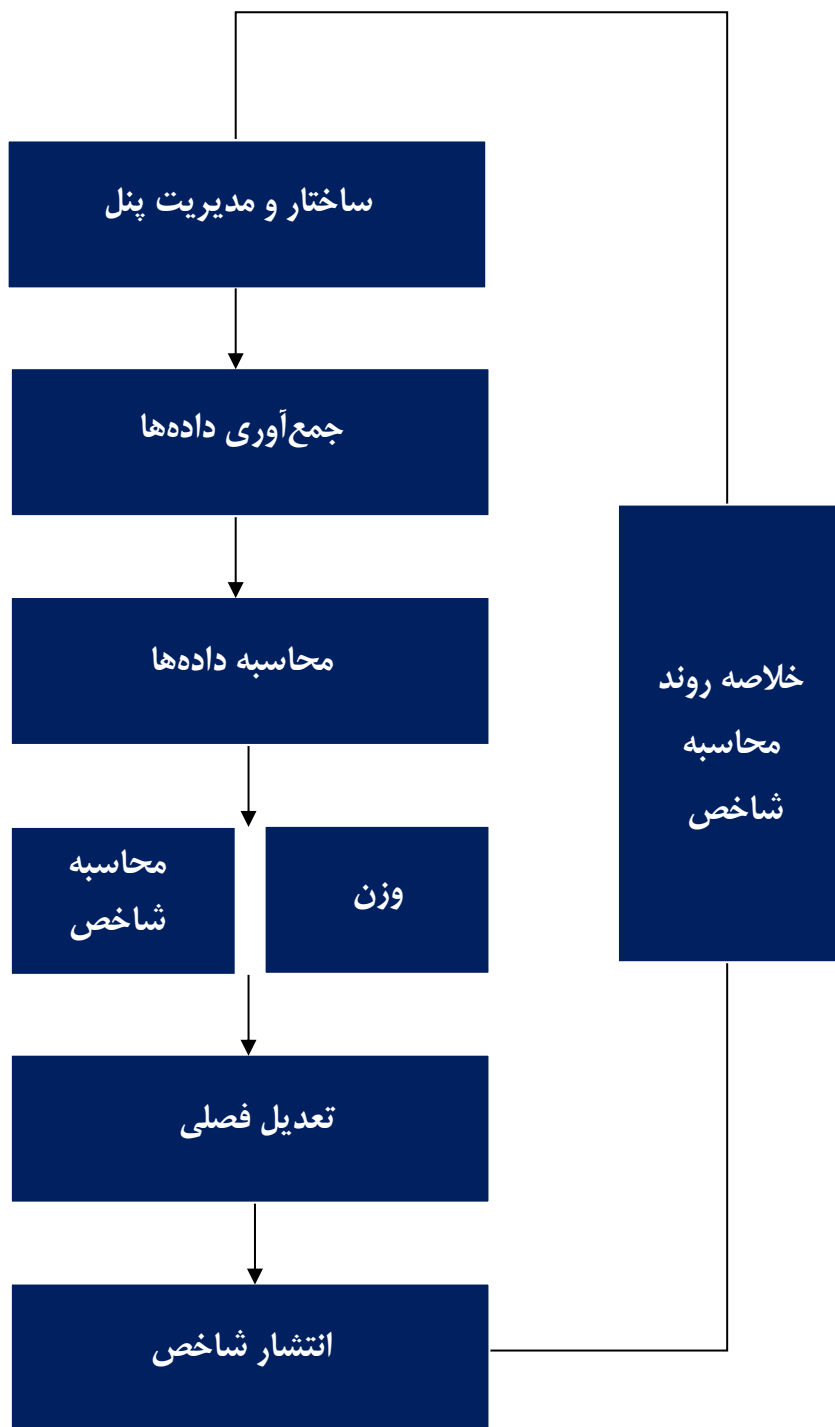 ساختار و مدیریت پنل
جمع‌آوری داده‌ها
محاسبه داده‌ها
خلاصه روند
محاسبه
شاخص
وزن
محاسبه
شاخص
تعدیل فصلی
انتشار شاخص